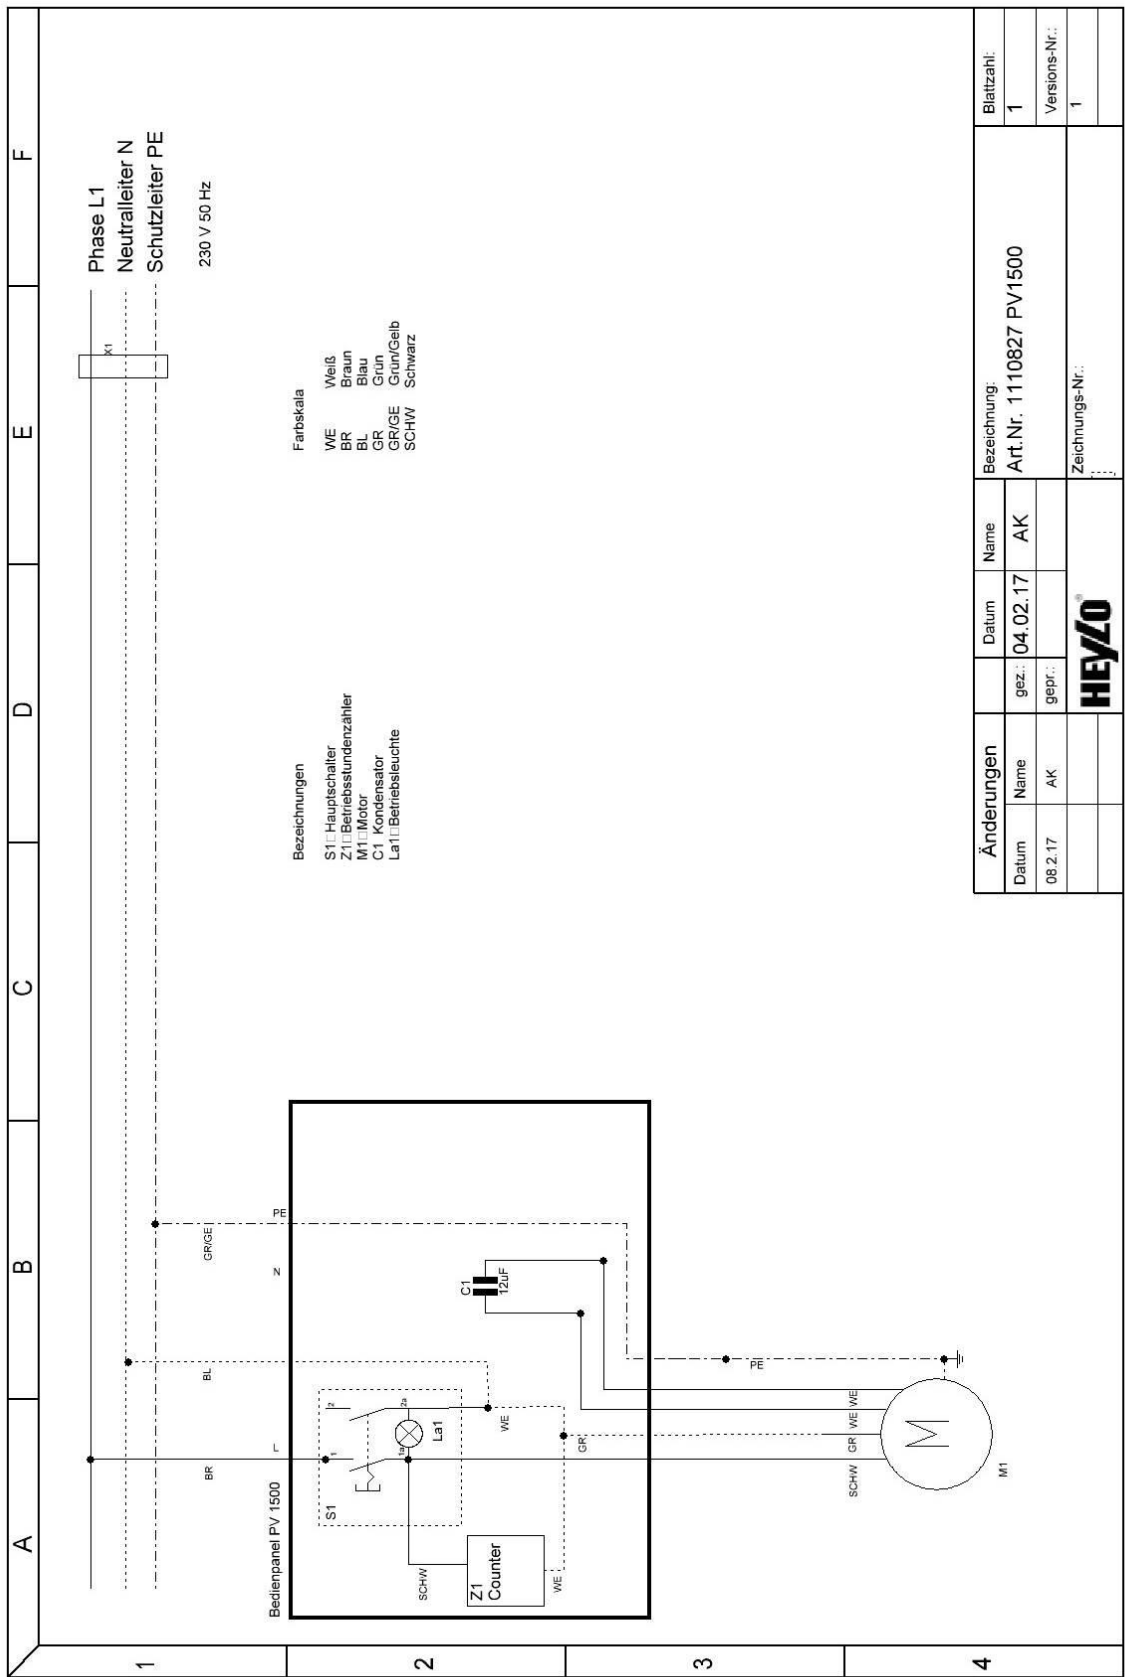 A
B
C
D
E
F
1
2
3
4
Phase L1
Neutralleiter N
Schutzleiter PE
230 V 50 Hz
X1
BR
BL
GR/GE
Bedienpanel PV 1500
L
N
PE
Bezeichnungen
S1 Hauptschalter
Z1 Betriebsstundenzähler
M1 Motor
C1 Kondensator
La1 Betriebsleuchte
Farbskala
WE Weiß
BR Braun
BL Blau
GR Grün
GR/GE Grün/Gelb
SCHW Schwarz
S1
1
2
1a
2a
La1
C1
12uF
SCHW
WE
Z1
Counter
WE
GR
PE
SCHW
GR
WE
WE
M
M1
Änderungen
Datum
Name
08.2.17
AK
Datum
Name
gez.:
04.02.17
AK
gepr.:
HEYLO®
Bezeichnung:
Art.Nr. 1110827 PV1500
Zeichnungs-Nr.:
Blattzahl:
1
Versions-Nr.:
1